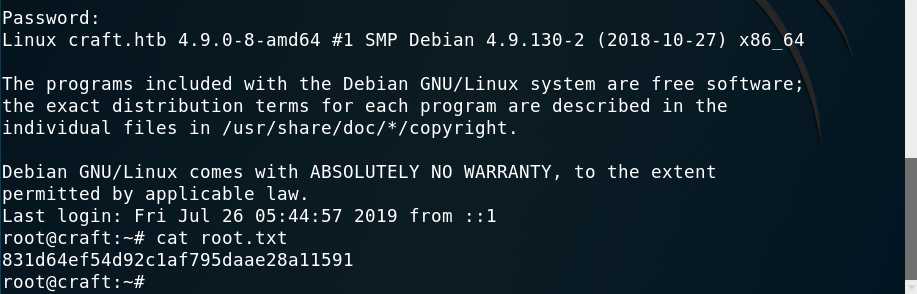 Password:
Linux craft.htb 4.9.0-8-amd64 #1 SMP Debian 4.9.130-2 (2018-10-27) x86_64
The programs included with the Debian GNU/Linux system are free software;
the exact distribution terms for each program are described in the
individual files in /usr/share/doc/*/copyright.
Debian GNU/Linux comes with ABSOLUTELY NO WARRANTY, to the extent
permitted by applicable law.
Last login: Fri Jul 26 05:44:57 2019 from ::1
root@craft:~# cat root.txt
831d64ef54d92c1af795daae28a11591
root@craft:~#